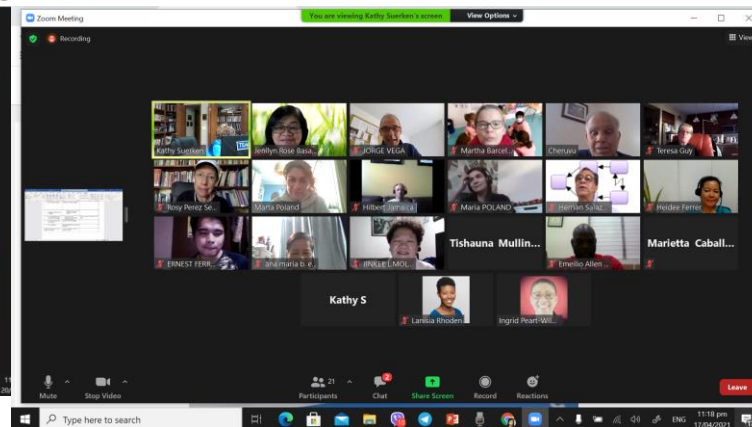 Zoom Meeting
You are viewing Kathy Suerken's screen
View Options
Recording
View
Kathy Suerken
Jenilyn Rose Basa...
JORGE VEGA
Martha Barcel...
Cheruvu
Teresa Guy
Rosy Perez Se...
Marta Poland
Hilbert Jamaica
Maria POLAND
Hernan Salaz...
Heidee Ferrer
ERNEST FERR...
ana maria b. e...
JINKLE L.MOL...
Tishauna Mullin...
Emellio Allen ...
Marietta Caball...
Kathy S
Lanisia Rhoden
Ingrid Peart-Wil...
21
2
Mute
Stop Video
Participants
Chat
Share Screen
Record
Reactions
Leave
Type here to search
ENG
11:18 pm
17/04/2021